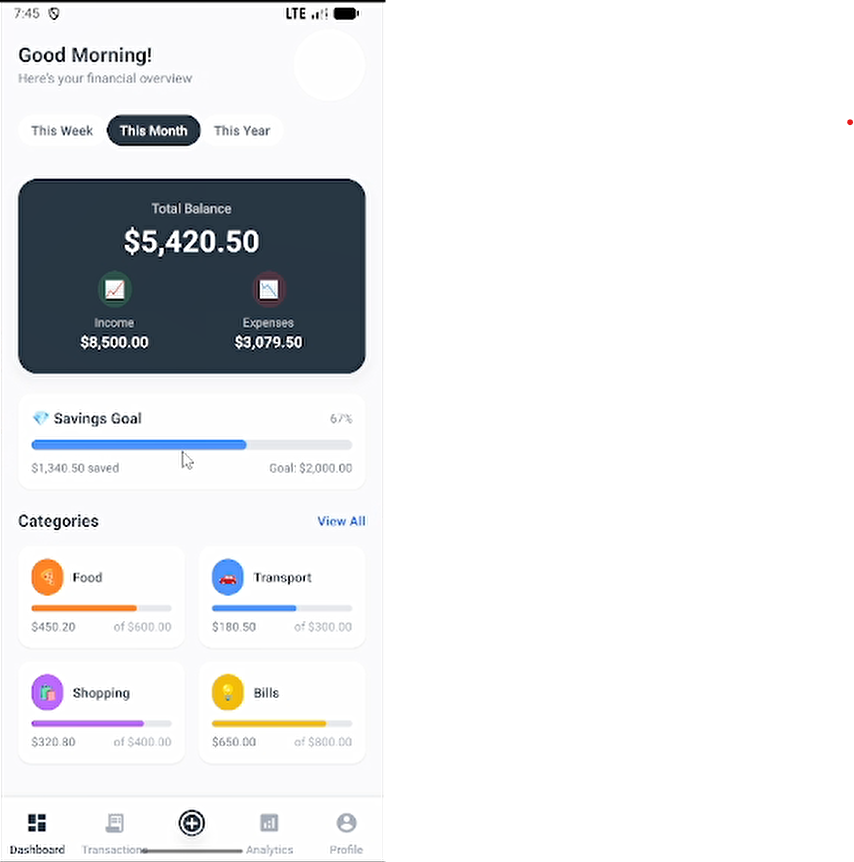 7:45 LTE
Good Morning!
Here's your financial overview
This Week This Month This Year
Total Balance
$5,420.50
Income Expenses
$8,500.00 $3,079.50
Savings Goal 67%
$1,340.50 saved Goal: $2,000.00
Categories View All
Food Transport
$450.20 of $600.00 $180.50 of $300.00
Shopping Bills
$320.80 of $400.00 $650.00 of $800.00
Dashboard Transactions Analytics Profile